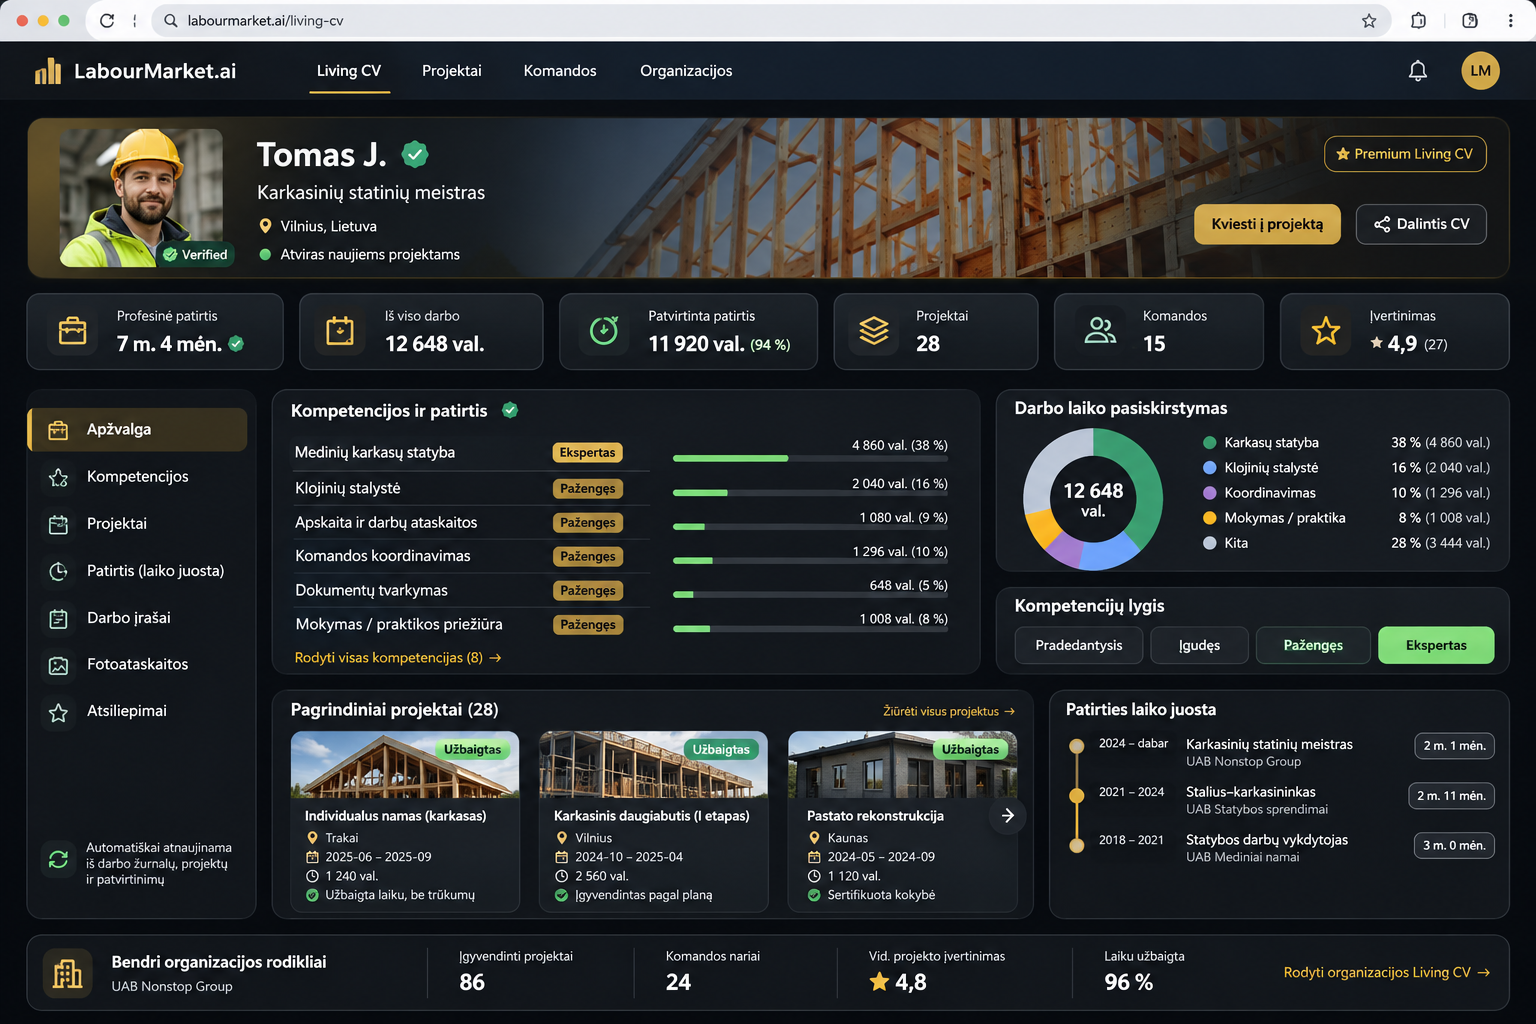 labourmarket.ai/living-cv
LabourMarket.ai
Living CV
Projektai
Komandos
Organizacijos
LM
Tomas J.
Karkasinių statinių meistras
Vilnius, Lietuva
Atviras naujiems projektams
Verified
Premium Living CV
Kviesti į projektą
Dalintis CV
Profesinė patirtis
7 m. 4 mėn.
Iš viso darbo
12 648 val.
Patvirtinta patirtis
11 920 val. (94 %)
Projektai
28
Komandos
15
Įvertinimas
4,9 (27)
Apžvalga
Kompetencijos
Projektai
Patirtis (laiko juosta)
Darbo įrašai
Fotoataskaitos
Atsiliepimai
Automatiškai atnaujinama
iš darbo žurnalų, projektų
ir patvirtinimų
Kompetencijos ir patirtis
Medinių karkasų statyba Ekspertas 4 860 val. (38 %)
Klojinių stalystė Pažengęs 2 040 val. (16 %)
Apskaita ir darbų ataskaitos Pažengęs 1 080 val. (9 %)
Komandos koordinavimas Pažengęs 1 296 val. (10 %)
Dokumentų tvarkymas Pažengęs 648 val. (5 %)
Mokymas / praktikos priežiūra Pažengęs 1 008 val. (8 %)
Rodyti visas kompetencijas (8) →
Darbo laiko pasiskirstymas
12 648
val.
Karkasų statyba 38 % (4 860 val.)
Klojinių stalystė 16 % (2 040 val.)
Koordinavimas 10 % (1 296 val.)
Mokymas / praktika 8 % (1 008 val.)
Kita 28 % (3 444 val.)
Kompetencijų lygis
Pradedantysis
Įgudęs
Pažengęs
Ekspertas
Pagrindiniai projektai (28)
Žiūrėti visus projektus →
Užbaigtas
Individualus namas (karkasas)
Trakai
2025-06 – 2025-09
1 240 val.
Užbaigta laiku, be trūkumų
Užbaigtas
Karkasinis daugiabutis (I etapas)
Vilnius
2024-10 – 2025-04
2 560 val.
Įgyvendintas pagal planą
Užbaigtas
Pastato rekonstrukcija
Kaunas
2024-05 – 2024-09
1 120 val.
Sertifikuota kokybė
Patirties laiko juosta
2024 – dabar Karkasinių statinių meistras 2 m. 1 mėn.
UAB Nonstop Group
2021 – 2024 Stalius–karkasininkas 2 m. 11 mėn.
UAB Statybos sprendimai
2018 – 2021 Statybos darbų vykdytojas 3 m. 0 mėn.
UAB Mediniai namai
Bendri organizacijos rodikliai
UAB Nonstop Group
Įgyvendinti projektai
86
Komandos nariai
24
Vid. projekto įvertinimas
4,8
Laiku užbaigta
96 %
Rodyti organizacijos Living CV →